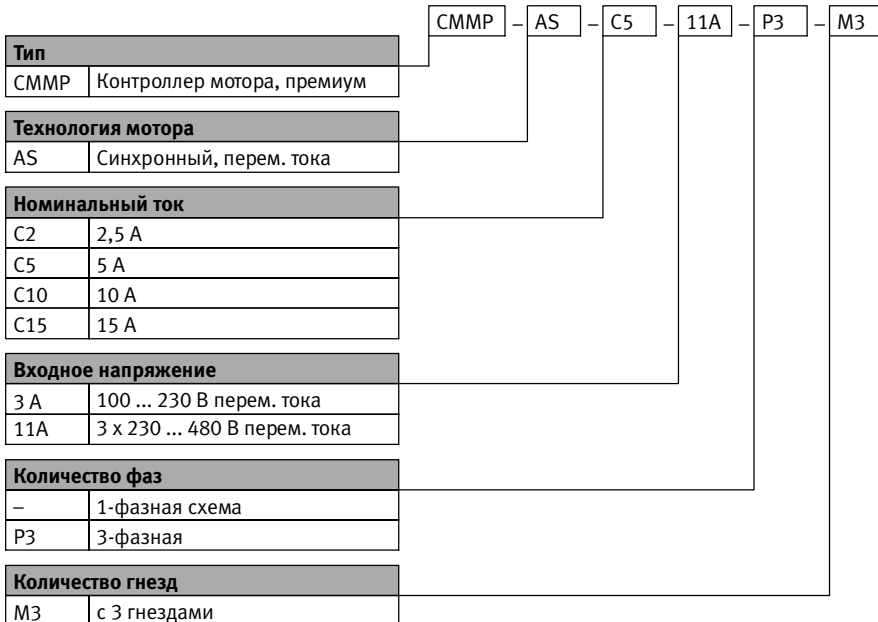 CMMP – AS – C5 – 11A – P3 – M3
Тип
CMMP Контроллер мотора, премиум
Технология мотора
AS Синхронный, перем. тока
Номинальный ток
C2 2,5 A
C5 5 A
C10 10 A
C15 15 A
Входное напряжение
3 A 100 ... 230 В перем. тока
11A 3 x 230 ... 480 В перем. тока
Количество фаз
– 1-фазная схема
P3 3-фазная
Количество гнезд
M3 с 3 гнездами